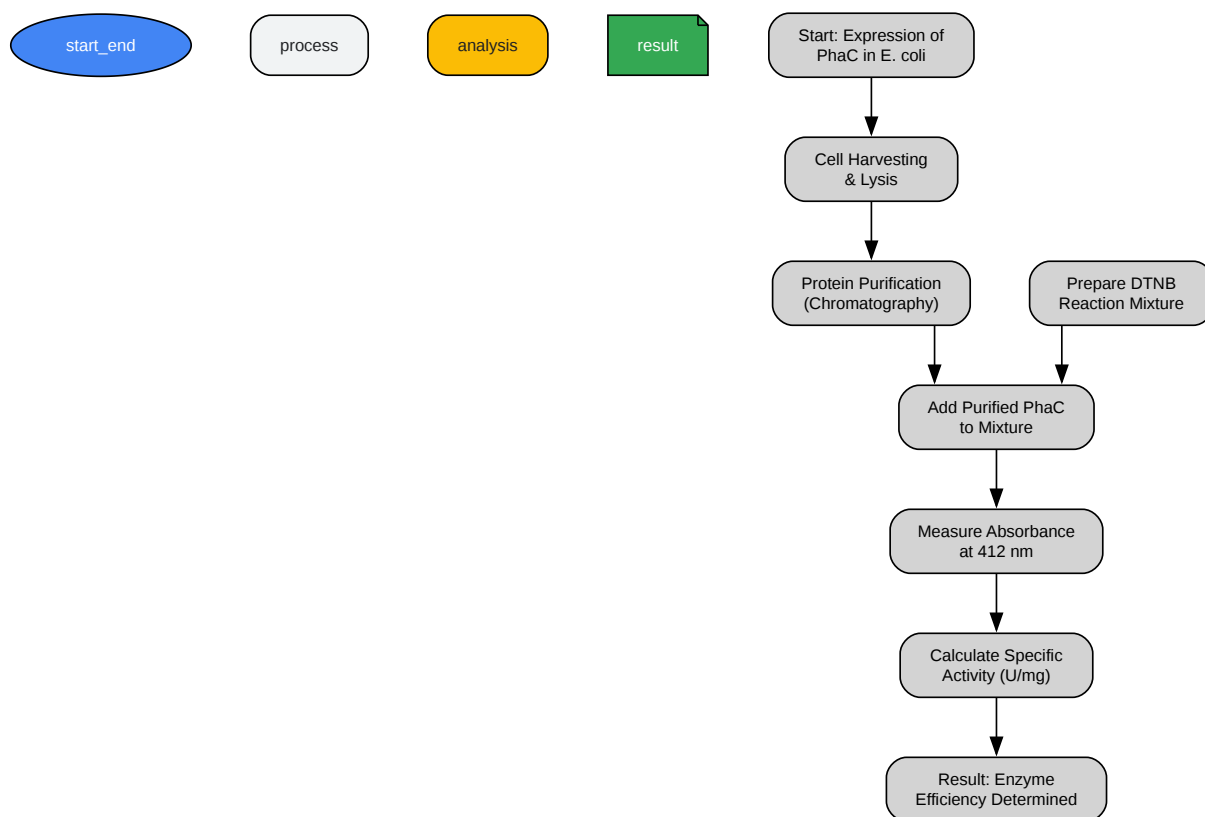 start_end
process
analysis
result
Start: Expression of
PhaC in E. coli
Cell Harvesting
& Lysis
Protein Purification
(Chromatography)
Prepare DTNB
Reaction Mixture
Add Purified PhaC
to Mixture
Measure Absorbance
at 412 nm
Calculate Specific
Activity (U/mg)
Result: Enzyme
Efficiency Determined